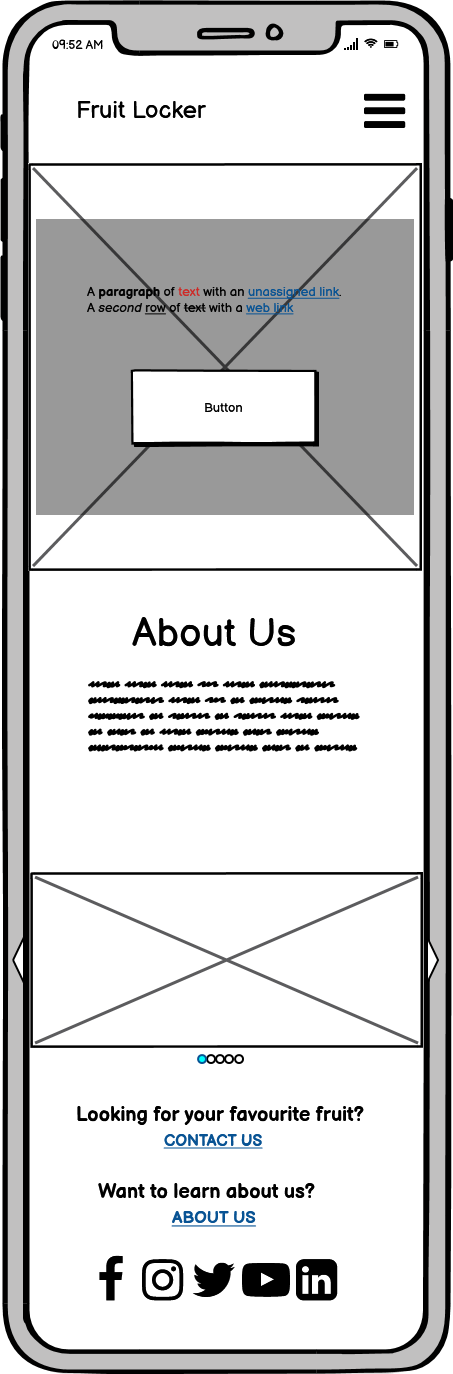 09:52 AM
Fruit Locker
A paragraph of text with an unassigned link.
A second row of text with a web link
Button
About Us
Looking for your favourite fruit?
CONTACT US
Want to learn about us?
ABOUT US